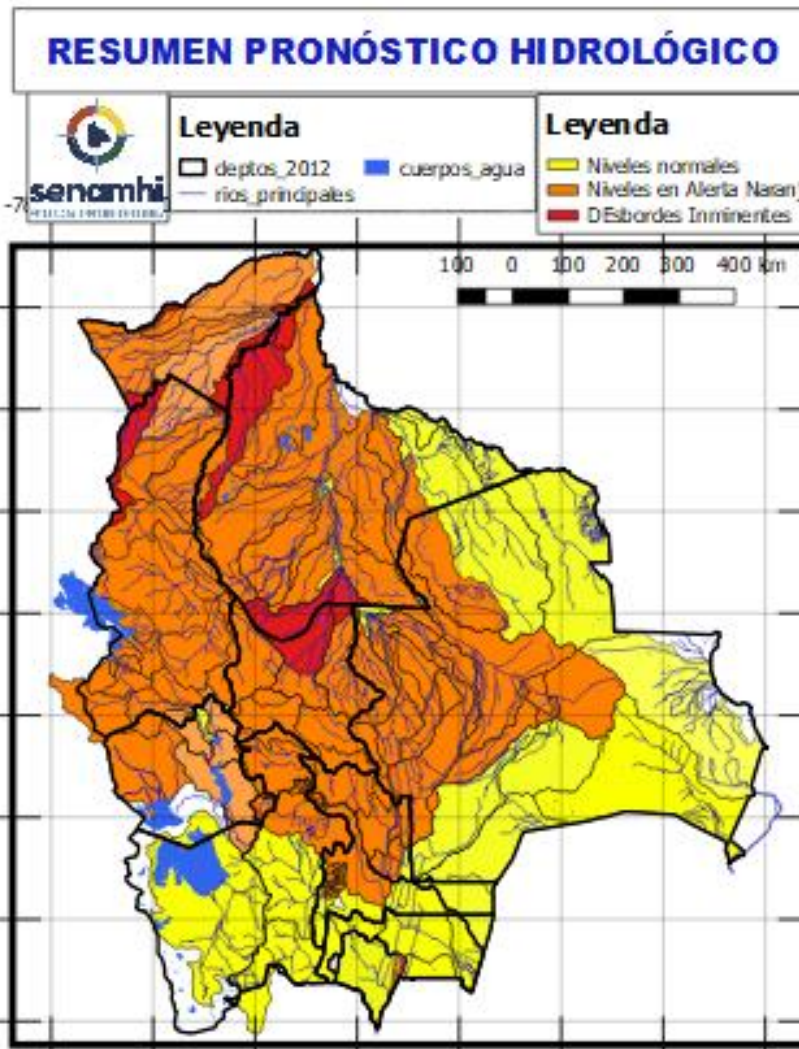 RESUMEN PRONÓSTICO HIDROLÓGICO
senamhi
Leyenda
deptos_2012
cuerpos_agua
rios_principales
Leyenda
Niveles normales
Niveles en Alerta Naranj
DEsbordes Inminentes
100 0 100 200 300 400 km